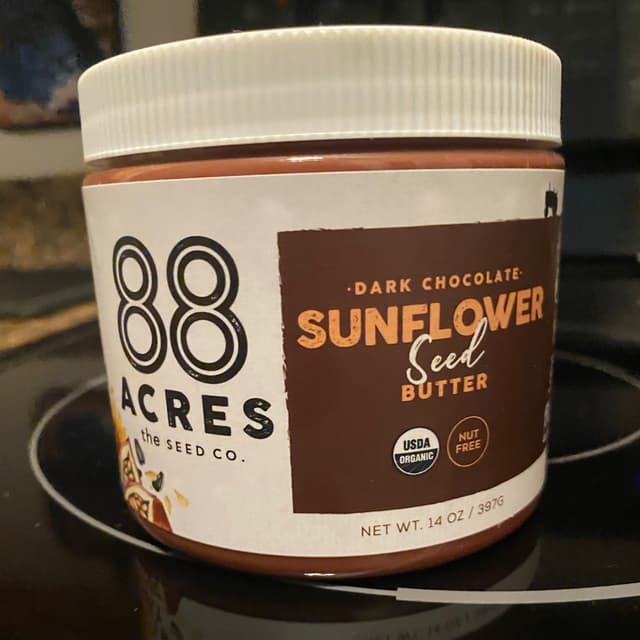 88
ACRES
the SEED CO.
·DARK CHOCOLATE·
SUNFLOWER
Seed
BUTTER
USDA
ORGANIC
NUT
FREE
NET WT. 14 OZ / 397G